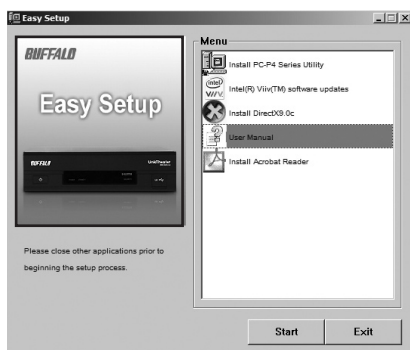 Easy Setup
BUFFALO
Easy Setup
BUFFALO
Menu
Install PC-P4 Series Utility
Intel(R) Viiv(TM) software updates
Install DirectX9.0c
User Manual
Install Acrobat Reader
Please close other applications prior to
beginning the setup process.
Start
Exit